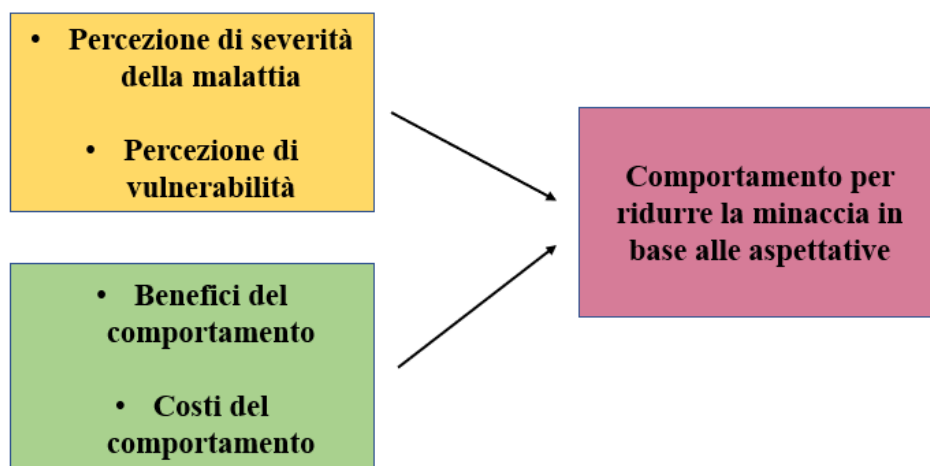 • Percezione di severità
della malattia
• Percezione di
vulnerabilità
• Benefici del
comportamento
• Costi del
comportamento
Comportamento per
ridurre la minaccia in
base alle aspettative